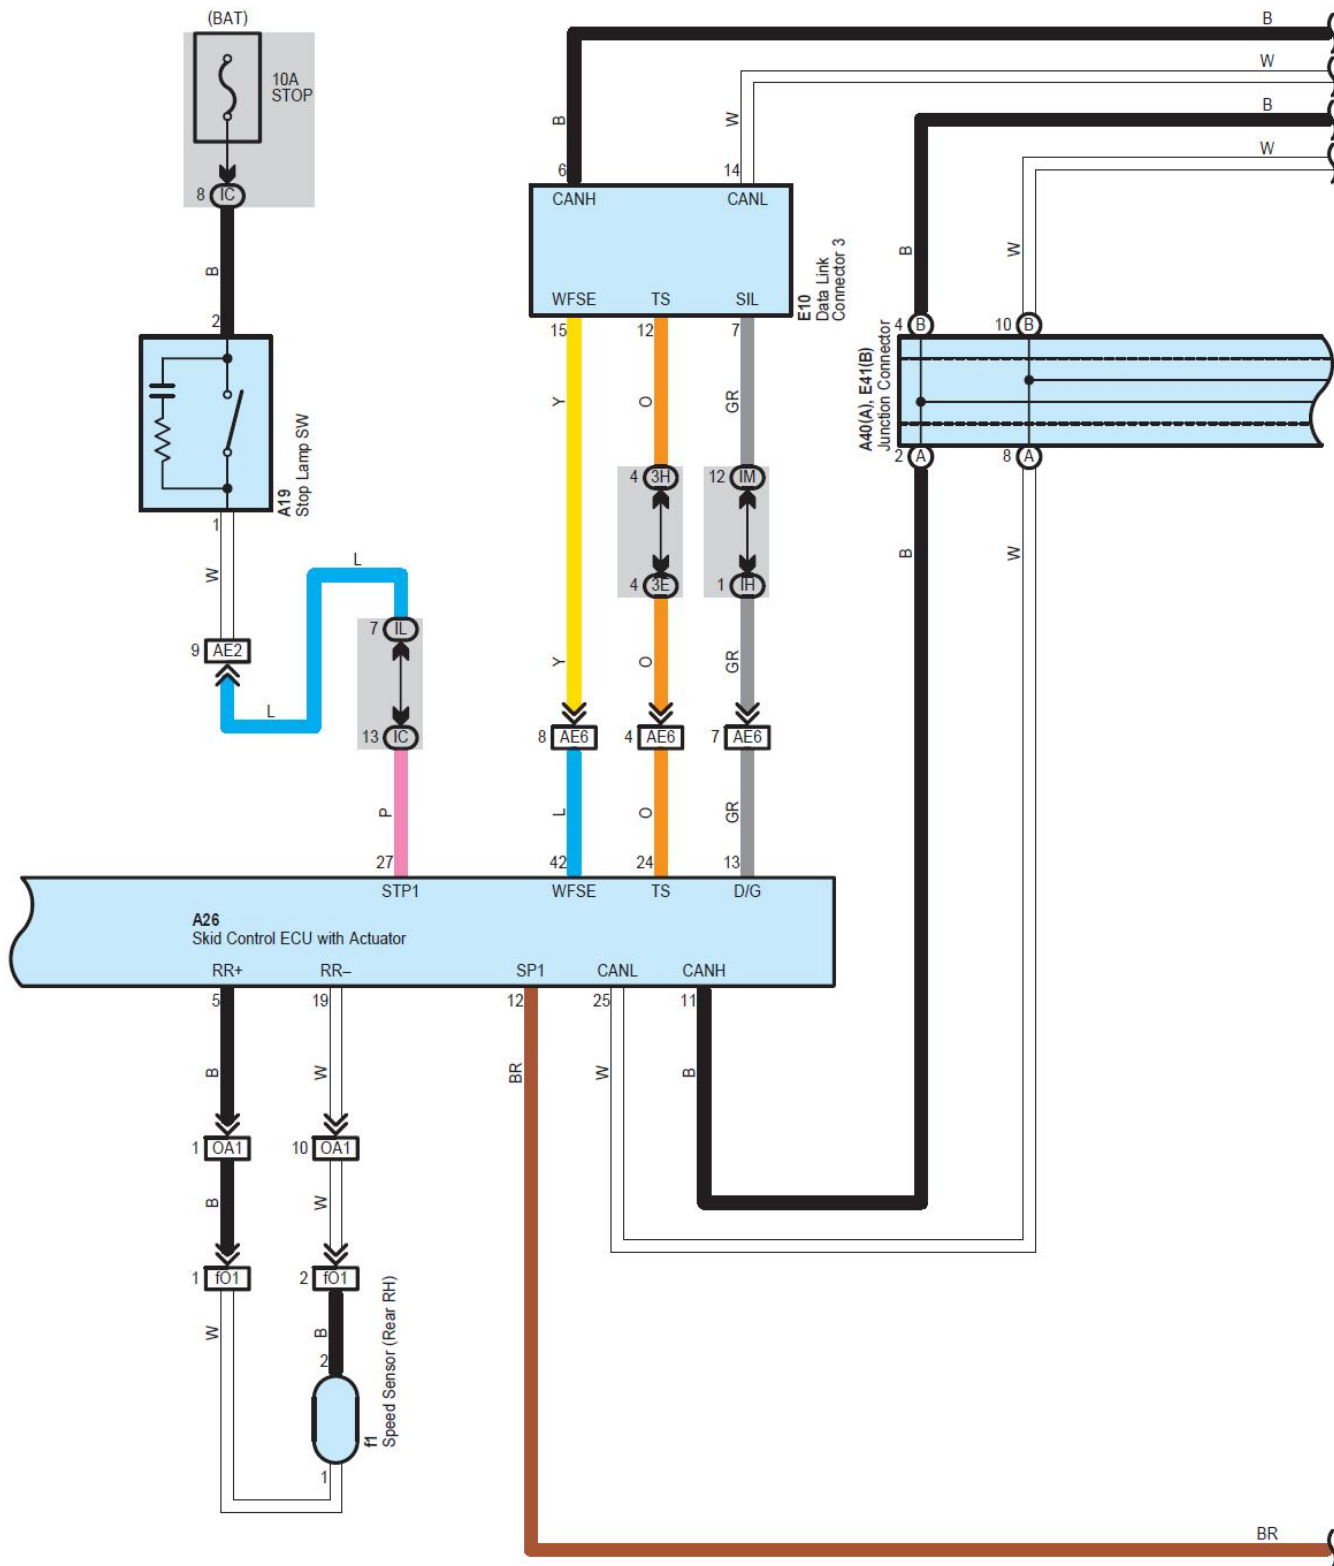 (BAT)
10A
STOP
8 IC
B
2
A19
Stop Lamp SW
1
W
9 AE2
L
L
7 IL
13 IC
P
27
B
W
B
W
B
W
6
14
CANH
CANL
WFSE
TS
SIL
E10
Data Link
Connector 3
15
12
7
Y
O
GR
4 3H
12 IM
4 3E
1 IH
Y
O
GR
8 AE6
4 AE6
7 AE6
L
O
GR
42
24
13
B
W
4 B
10 B
A40(A), E41(B)
Junction Connector
2 A
8 A
B
W
STP1
WFSE
TS
D/G
A26
Skid Control ECU with Actuator
RR+
RR–
SP1
CANL
CANH
5
19
12
25
11
B
W
BR
W
B
1 OA1
10 OA1
B
W
1 fO1
2 fO1
W
B
2
f1
Speed Sensor (Rear RH)
1
BR